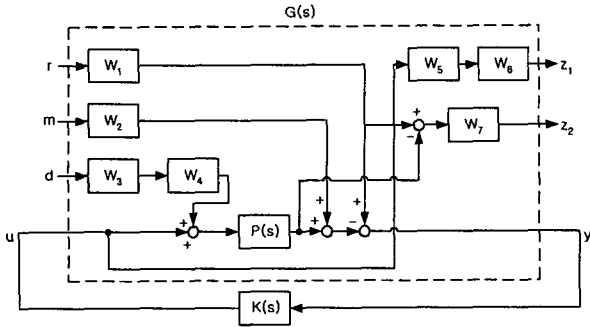 G(s)
r W₁ W₅ W₆ z₁
m W₂ + − W₇ z₂
d W₃ W₄
+ +
u + + P(s) + − y
K(s)